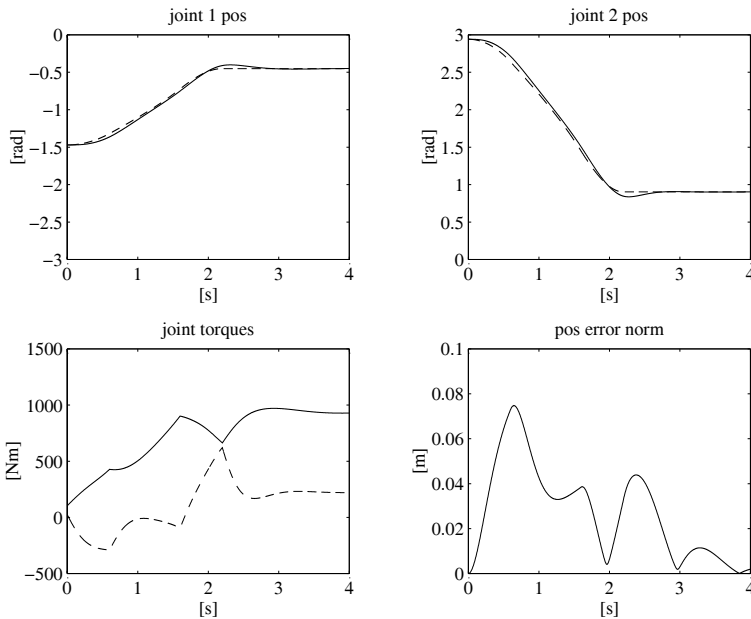 joint 1 pos
0
−0.5
−1
−1.5
−2
−2.5
−3
[rad]
0 1 2 3 4
[s]
joint 2 pos
3
2.5
2
1.5
1
0.5
0
[rad]
0 1 2 3 4
[s]
joint torques
1500
1000
500
0
−500
[Nm]
0 1 2 3 4
[s]
pos error norm
0.1
0.08
0.06
0.04
0.02
0
[m]
0 1 2 3 4
[s]